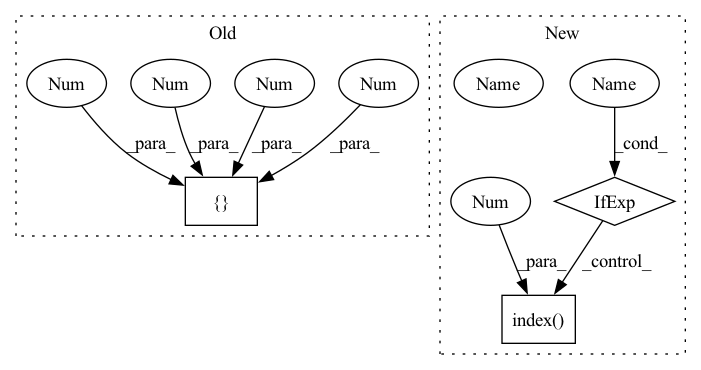 Old
New
Num
Num
Num
Num
Name
Name
_para_
_para_
_para_
_para_
_cond_
{}
Num
IfExp
_para_
_control_
index()